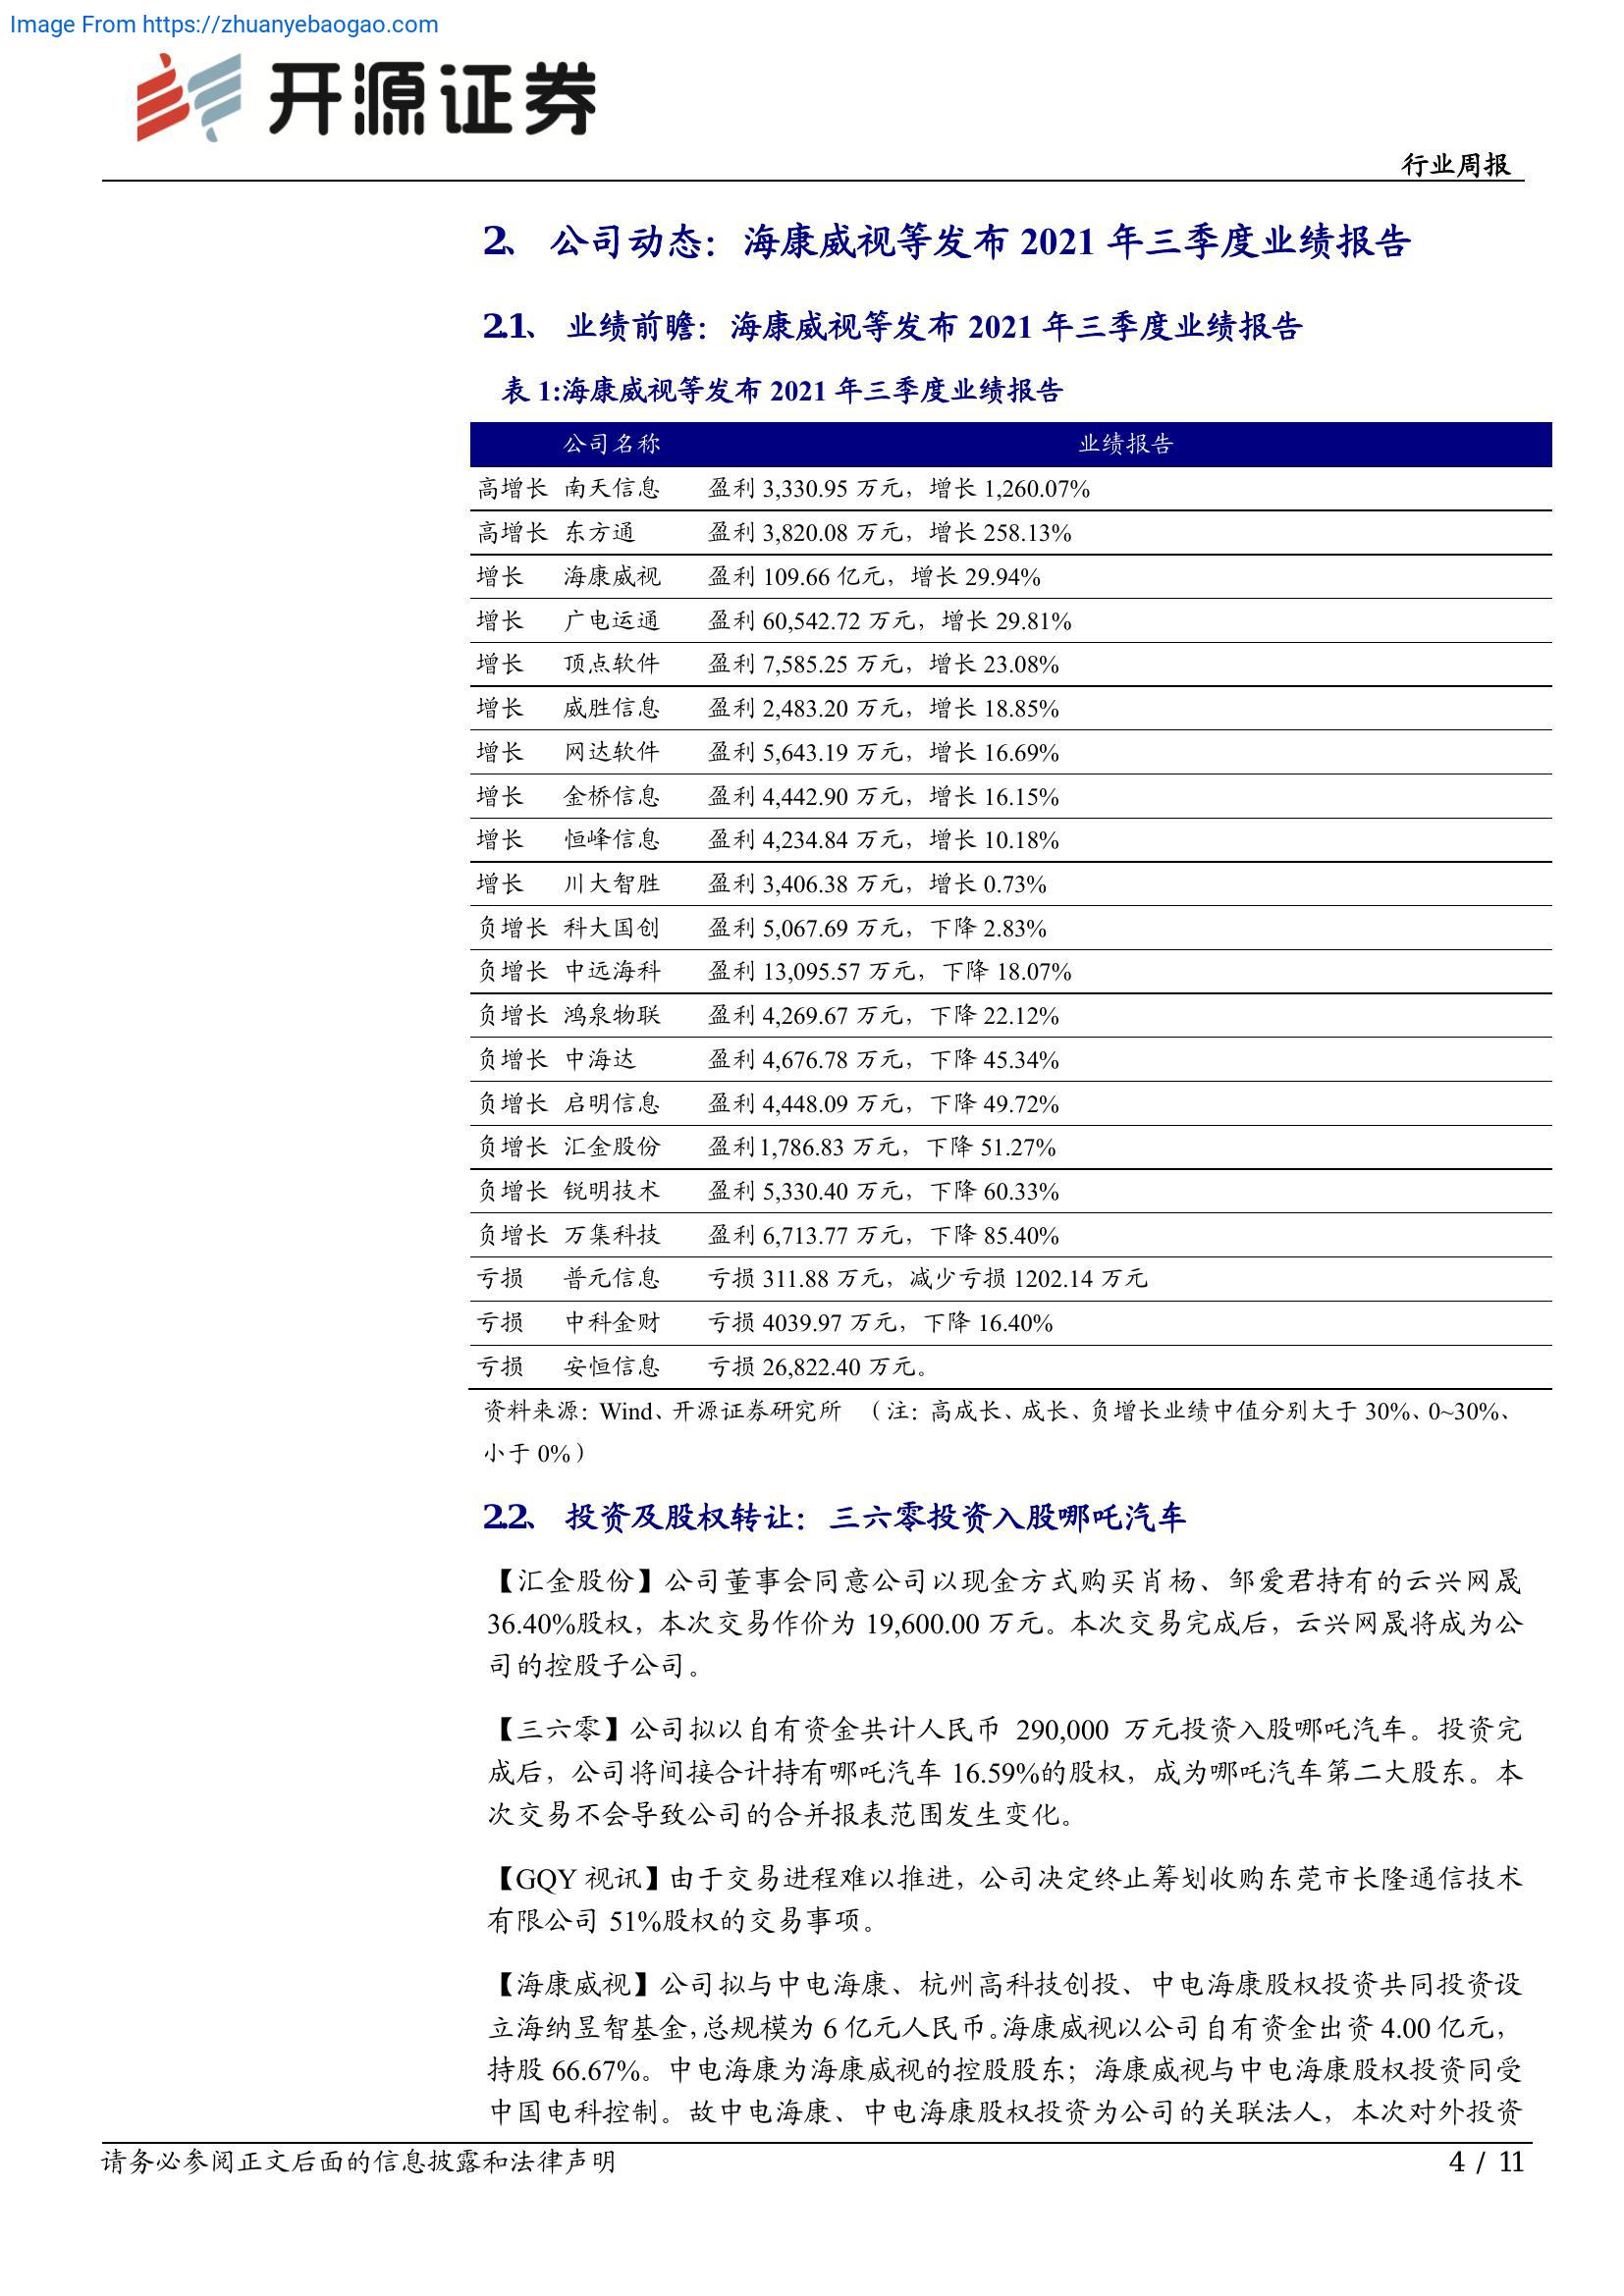 Image From https://zhuanyebaogao.com
开源证券
行业周报
2、 公司动态：海康威视等发布 2021 年三季度业绩报告
2.1、 业绩前瞻：海康威视等发布 2021 年三季度业绩报告
表 1:海康威视等发布 2021 年三季度业绩报告
公司名称 业绩报告
高增长 南天信息 盈利 3,330.95 万元，增长 1,260.07%
高增长 东方通 盈利 3,820.08 万元，增长 258.13%
增长 海康威视 盈利 109.66 亿元，增长 29.94%
增长 广电运通 盈利 60,542.72 万元，增长 29.81%
增长 顶点软件 盈利 7,585.25 万元，增长 23.08%
增长 威胜信息 盈利 2,483.20 万元，增长 18.85%
增长 网达软件 盈利 5,643.19 万元，增长 16.69%
增长 金桥信息 盈利 4,442.90 万元，增长 16.15%
增长 恒峰信息 盈利 4,234.84 万元，增长 10.18%
增长 川大智胜 盈利 3,406.38 万元，增长 0.73%
负增长 科大国创 盈利 5,067.69 万元，下降 2.83%
负增长 中远海科 盈利 13,095.57 万元，下降 18.07%
负增长 鸿泉物联 盈利 4,269.67 万元，下降 22.12%
负增长 中海达 盈利 4,676.78 万元，下降 45.34%
负增长 启明信息 盈利 4,448.09 万元，下降 49.72%
负增长 汇金股份 盈利 1,786.83 万元，下降 51.27%
负增长 锐明技术 盈利 5,330.40 万元，下降 60.33%
负增长 万集科技 盈利 6,713.77 万元，下降 85.40%
亏损 普元信息 亏损 311.88 万元，减少亏损 1202.14 万元
亏损 中科金财 亏损 4039.97 万元，下降 16.40%
亏损 安恒信息 亏损 26,822.40 万元。
资料来源：Wind、开源证券研究所 （注：高成长、成长、负增长业绩中值分别大于 30%、0~30%、
小于 0%）
2.2、 投资及股权转让：三六零投资入股哪吒汽车
【汇金股份】公司董事会同意公司以现金方式购买肖杨、邹爱君持有的云兴网晟
36.40%股权，本次交易作价为 19,600.00 万元。本次交易完成后，云兴网晟将成为公
司的控股子公司。
【三六零】公司拟以自有资金共计人民币 290,000 万元投资入股哪吒汽车。投资完
成后，公司将间接合计持有哪吒汽车 16.59%的股权，成为哪吒汽车第二大股东。本
次交易不会导致公司的合并报表范围发生变化。
【GQY 视讯】由于交易进程难以推进，公司决定终止筹划收购东莞市长隆通信技术
有限公司 51%股权的交易事项。
【海康威视】公司拟与中电海康、杭州高科技创投、中电海康股权投资共同投资设
立海纳昱智基金，总规模为 6 亿元人民币。海康威视以公司自有资金出资 4.00 亿元，
持股 66.67%。中电海康为海康威视的控股股东；海康威视与中电海康股权投资同受
中国电科控制。故中电海康、中电海康股权投资为公司的关联法人，本次对外投资
请务必参阅正文后面的信息披露和法律声明
4 / 11